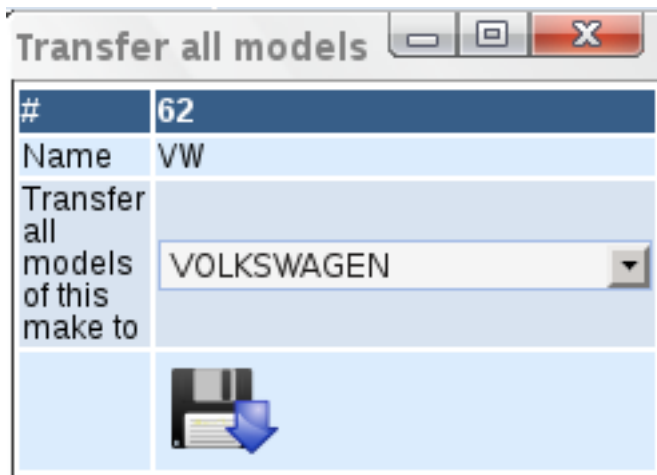 Transfer all models
# 62
Name VW
Transfer
all
models
of this
make to
VOLKSWAGEN